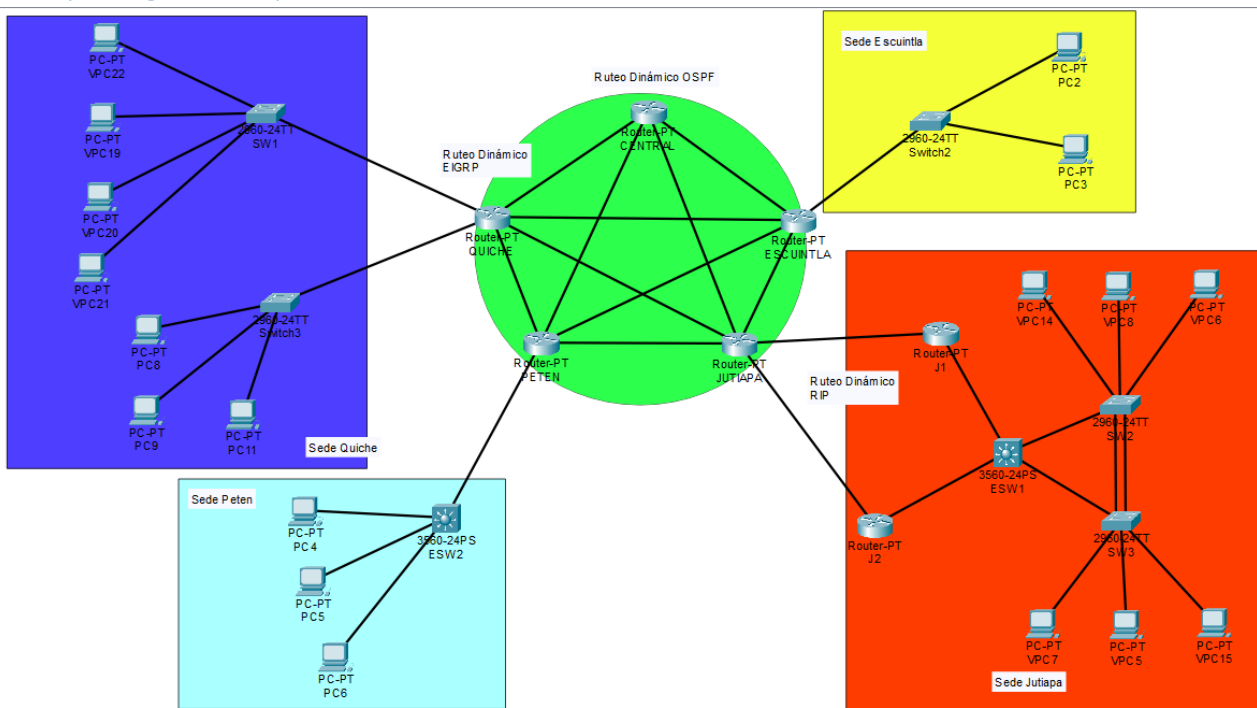 PC-PT
VPC22
PC-PT
VPC19
PC-PT
VPC20
PC-PT
VPC21
2960-24TT
SW1
2960-24TT
Switch3
PC-PT
PC8
PC-PT
PC9
PC-PT
PC11
Sede Quiche
Ruteo Dinámico
EIGRP
Ruteo Dinámico OSPF
Router-PT
CENTRAL
Router-PT
QUICHE
Router-PT
ESCUINTLA
Router-PT
PETEN
Router-PT
JUTIAPA
Sede Escuintla
PC-PT
PC2
2960-24TT
Switch2
PC-PT
PC3
Sede Peten
PC-PT
PC4
3560-24PS
ESW2
PC-PT
PC5
PC-PT
PC6
Ruteo Dinámico
RIP
PC-PT
VPC14
PC-PT
VPC8
PC-PT
VPC6
Router-PT
J1
2960-24TT
SW2
3560-24PS
ESW1
Router-PT
J2
2960-24TT
SW3
PC-PT
VPC7
PC-PT
VPC5
PC-PT
VPC15
Sede Jutiapa